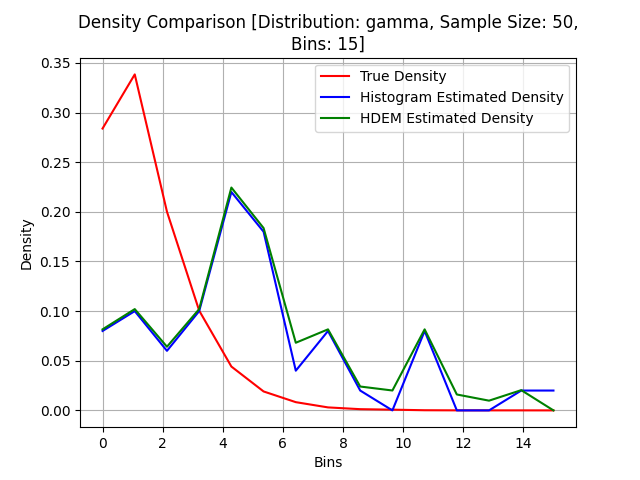 Density Comparison [Distribution: gamma, Sample Size: 50,
Bins: 15]
True Density
Histogram Estimated Density
HDEM Estimated Density
Density
0.35
0.30
0.25
0.20
0.15
0.10
0.05
0.00
0 2 4 6 8 10 12 14
Bins